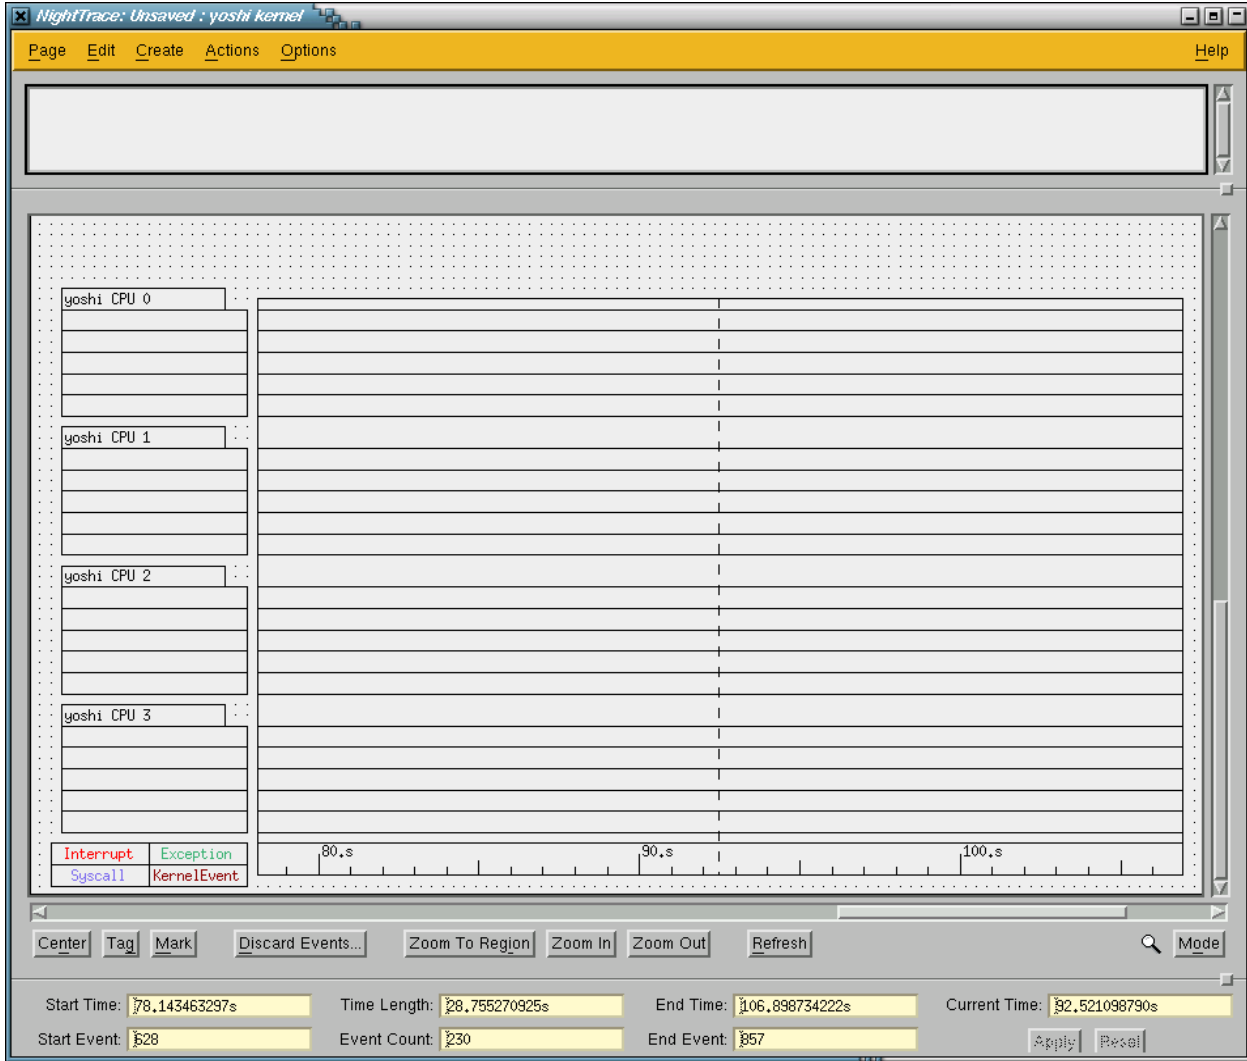 NightTrace: Unsaved : yoshi kernel
Page Edit Create Actions Options Help
yoshi CPU 0
yoshi CPU 1
yoshi CPU 2
yoshi CPU 3
Interrupt Exception
Syscall KernelEvent
80.s 90.s 100.s
Center Tag Mark Discard Events... Zoom To Region Zoom In Zoom Out Refresh Mode
Start Time: 78.143463297s Time Length: 28.755270925s End Time: 106.898734222s Current Time: 92.521098790s
Start Event: 628 Event Count: 230 End Event: 857 Apply Reset